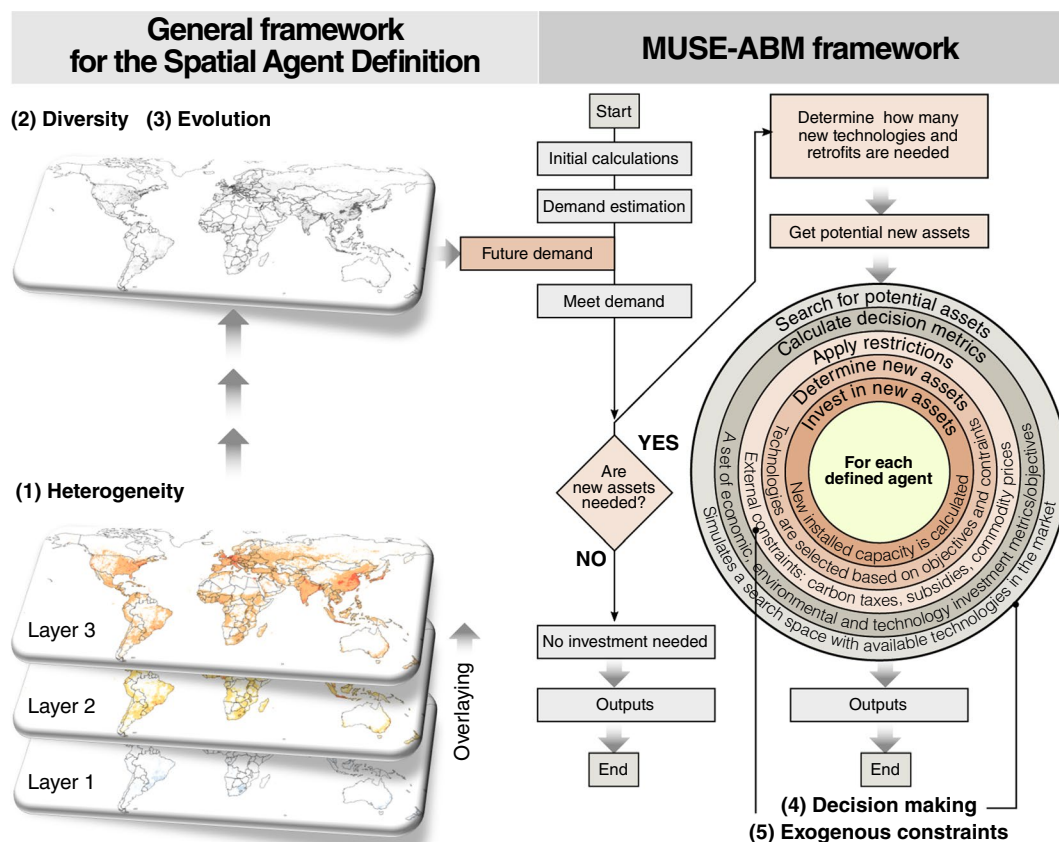 General framework
for the Spatial Agent Definition
MUSE-ABM framework
(2) Diversity (3) Evolution
(1) Heterogeneity
Layer 3
Layer 2
Layer 1
Overlaying
Start
Initial calculations
Demand estimation
Future demand
Meet demand
YES
Are
new assets
needed?
NO
No investment needed
Outputs
End
Determine how many
new technologies and
retrofits are needed
Get potential new assets
Search for potential assets
Calculate decision metrics
Apply restrictions
Determine new assets
Invest in new assets
For each
defined agent
New installed capacity is calculated
Technologies are selected based on objectives and contraints
External constraints: carbon taxes, subsidies, commodity prices
A set of economic, environmental and technology investment metrics/objectives
Simulates a search space with available technologies in the market
Outputs
End
(4) Decision making
(5) Exogenous constraints